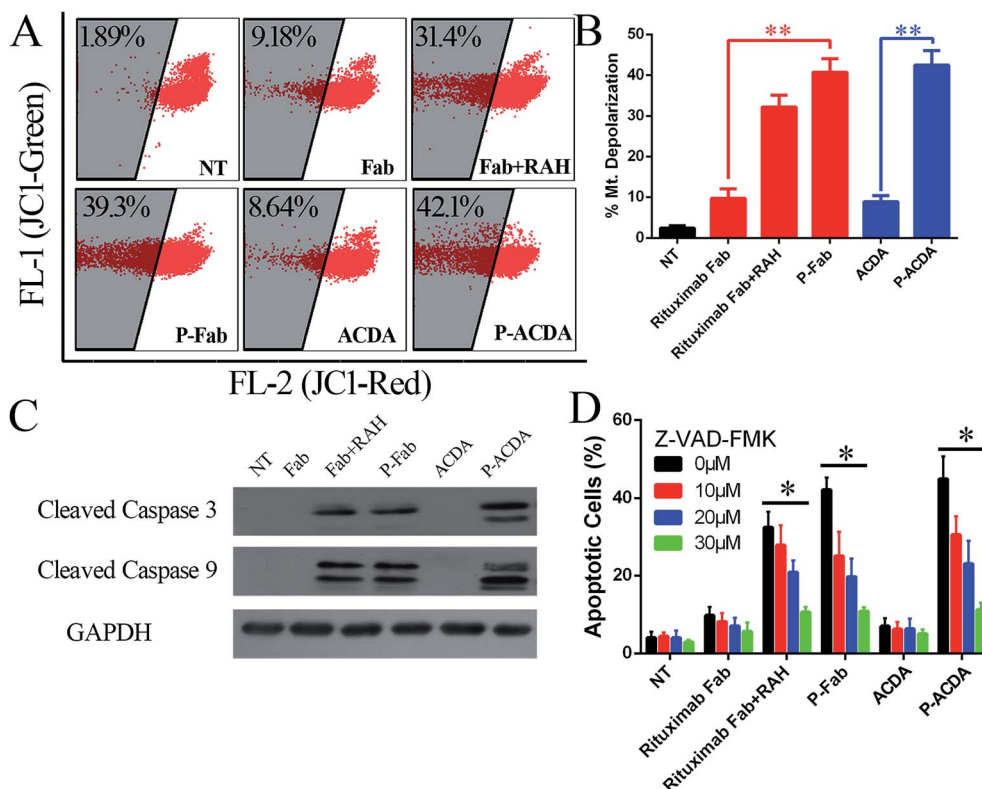 A
1.89%
9.18%
31.4%
NT
Fab
Fab+RAH
39.3%
8.64%
42.1%
P-Fab
ACDA
P-ACDA
FL-1 (JC1-Green)
FL-2 (JC1-Red)
B
**
**
% Mt. Depolarization
50
40
30
20
10
0
NT
Rituximab Fab
Rituximab Fab+RAH
P-Fab
ACDA
P-ACDA
C
NT
Fab
Fab+RAH
P-Fab
ACDA
P-ACDA
Cleaved Caspase 3
Cleaved Caspase 9
GAPDH
D
Apoptotic Cells (%)
60
40
20
0
Z-VAD-FMK
0μM
10μM
20μM
30μM
*
*
*
NT
Rituximab Fab
Rituximab Fab+RAH
P-Fab
ACDA
P-ACDA